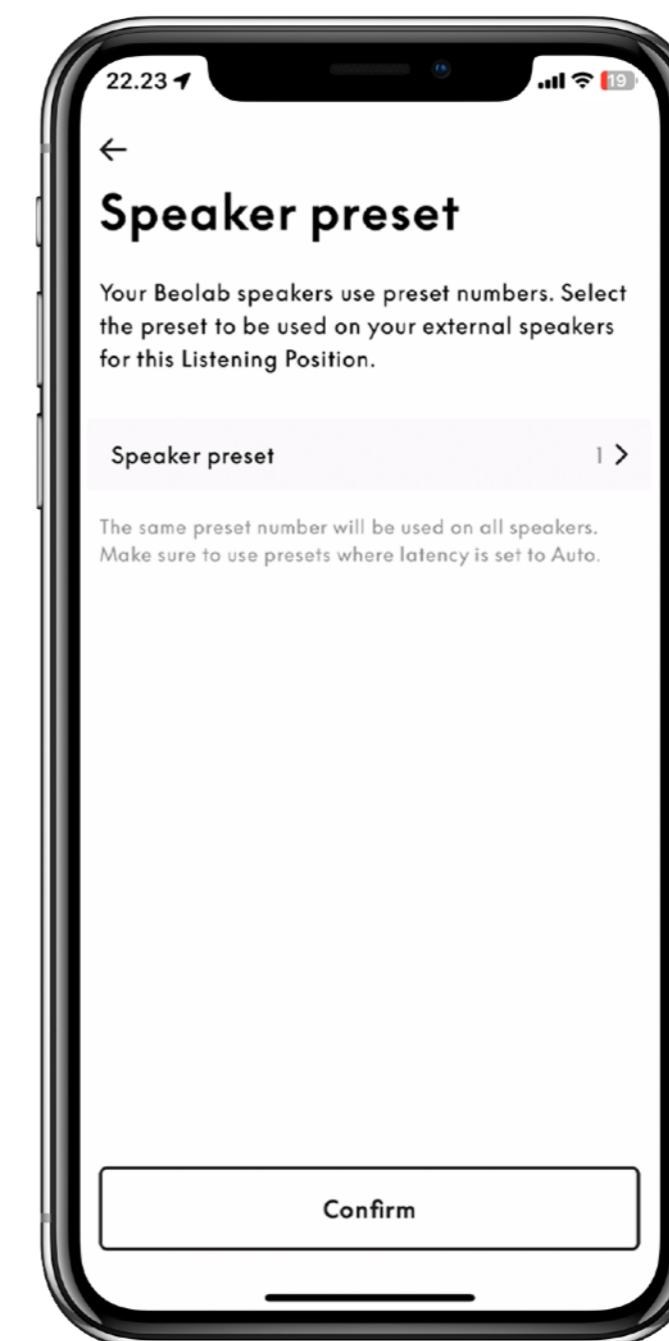 22.23
19
Speaker preset
Your Beolab speakers use preset numbers. Select
the preset to be used on your external speakers
for this Listening Position.
Speaker preset 1
The same preset number will be used on all speakers.
Make sure to use presets where latency is set to Auto.
Confirm